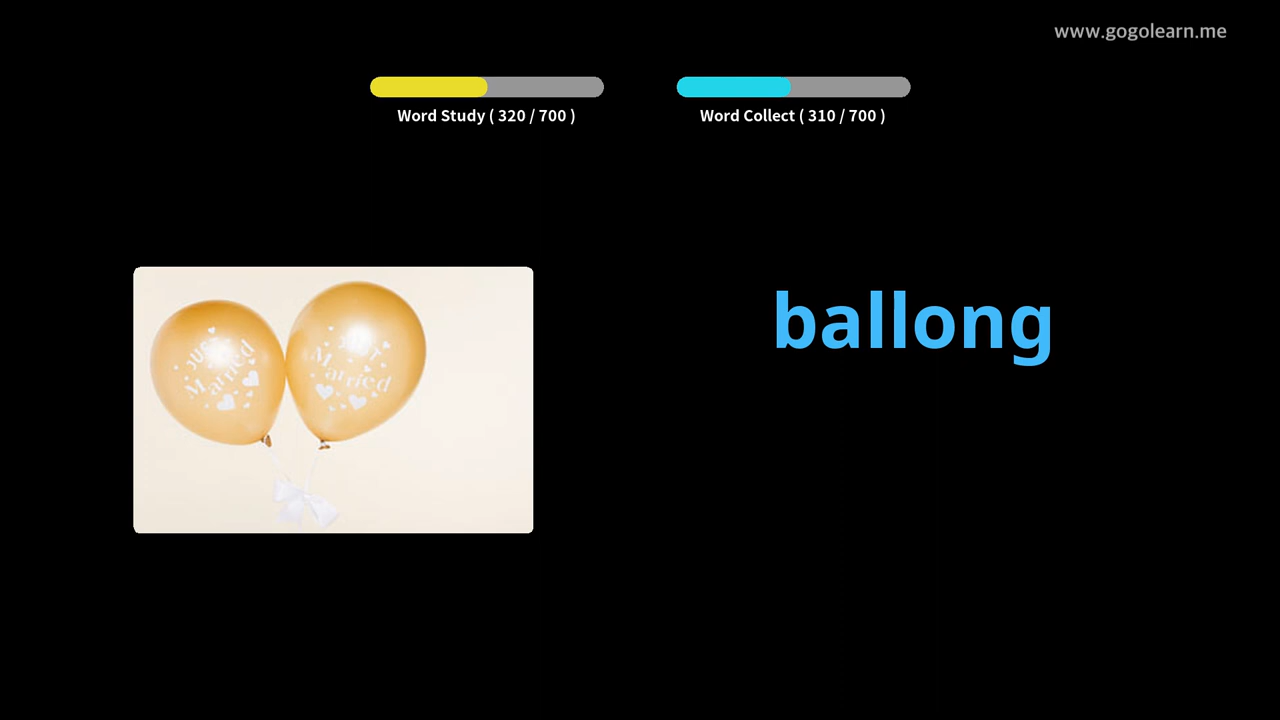 www.gogolearn.me
Word Study ( 320 / 700 )
Word Collect ( 310 / 700 )
JUST
Married
JUST
Married
ballong